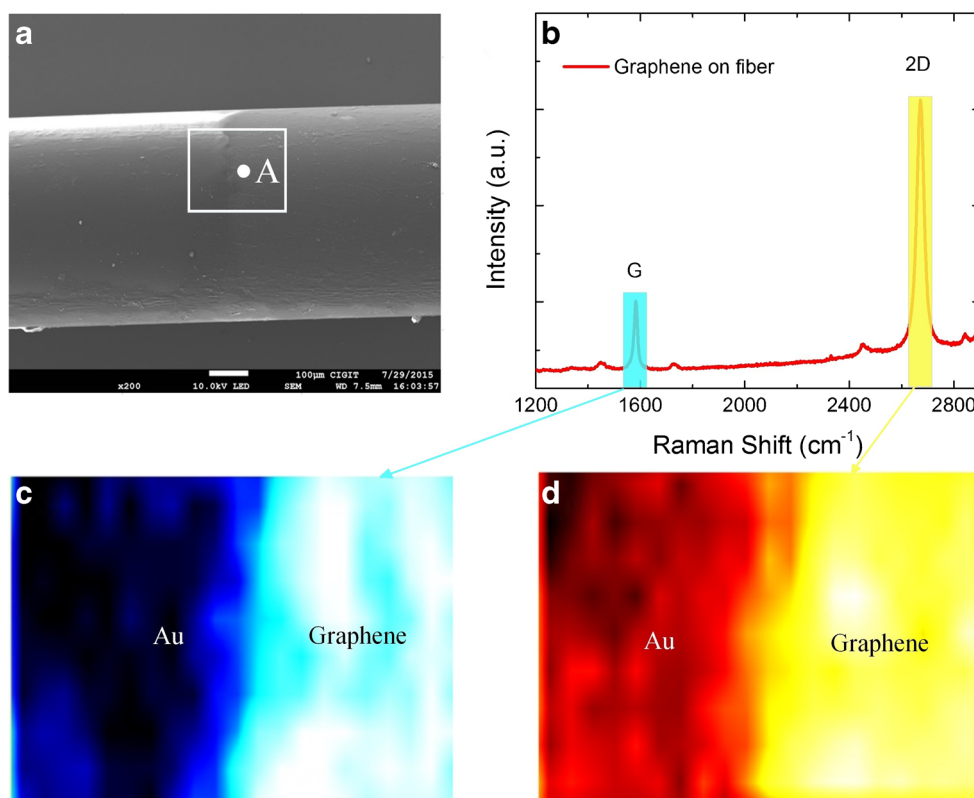 a
A
100μm CIGIT 7/29/2015
x200 10.0kV LED SEM WD 7.5mm 16:03:57
b
Graphene on fiber
2D
G
Intensity (a.u.)
1200 1600 2000 2400 2800
Raman Shift (cm⁻¹)
c
Au
Graphene
d
Au
Graphene